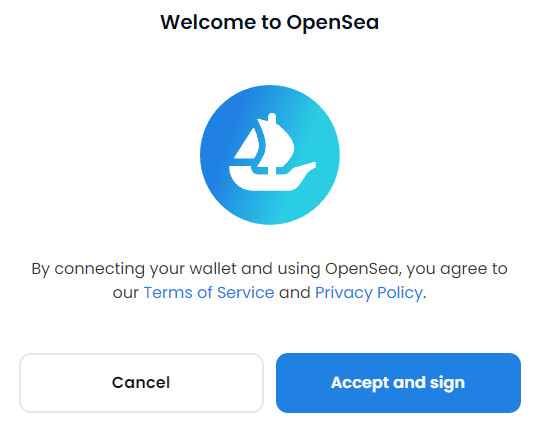 Welcome to OpenSea
By connecting your wallet and using OpenSea, you agree to
our Terms of Service and Privacy Policy.
Cancel
Accept and sign